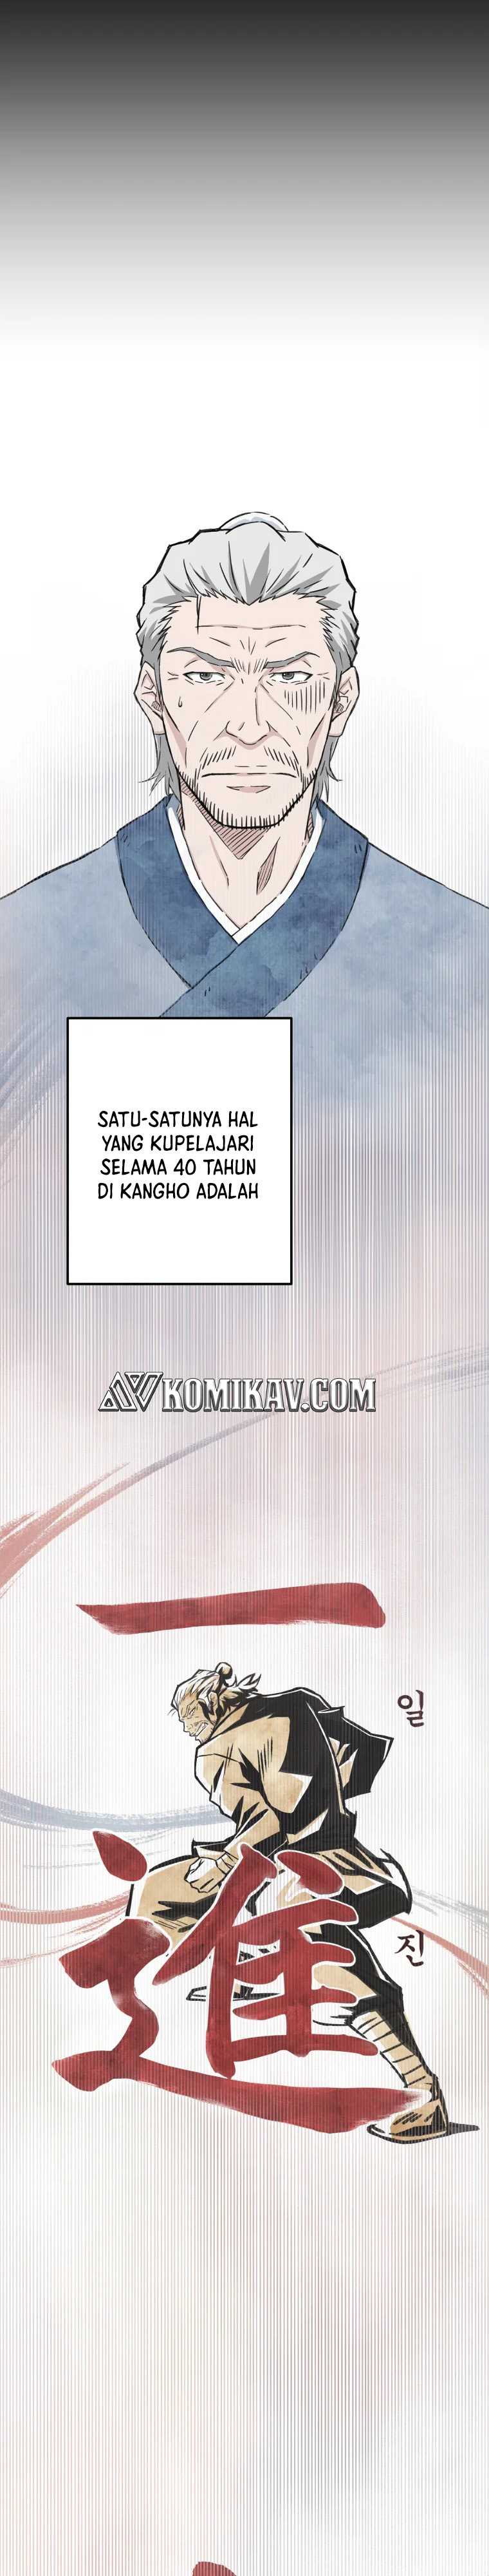 SATU-SATUNYA HAL
YANG KUPELAJARI
SELAMA 40 TAHUN
DI KANGHO ADALAH
KOMIKAV.COM
一
일
進
진